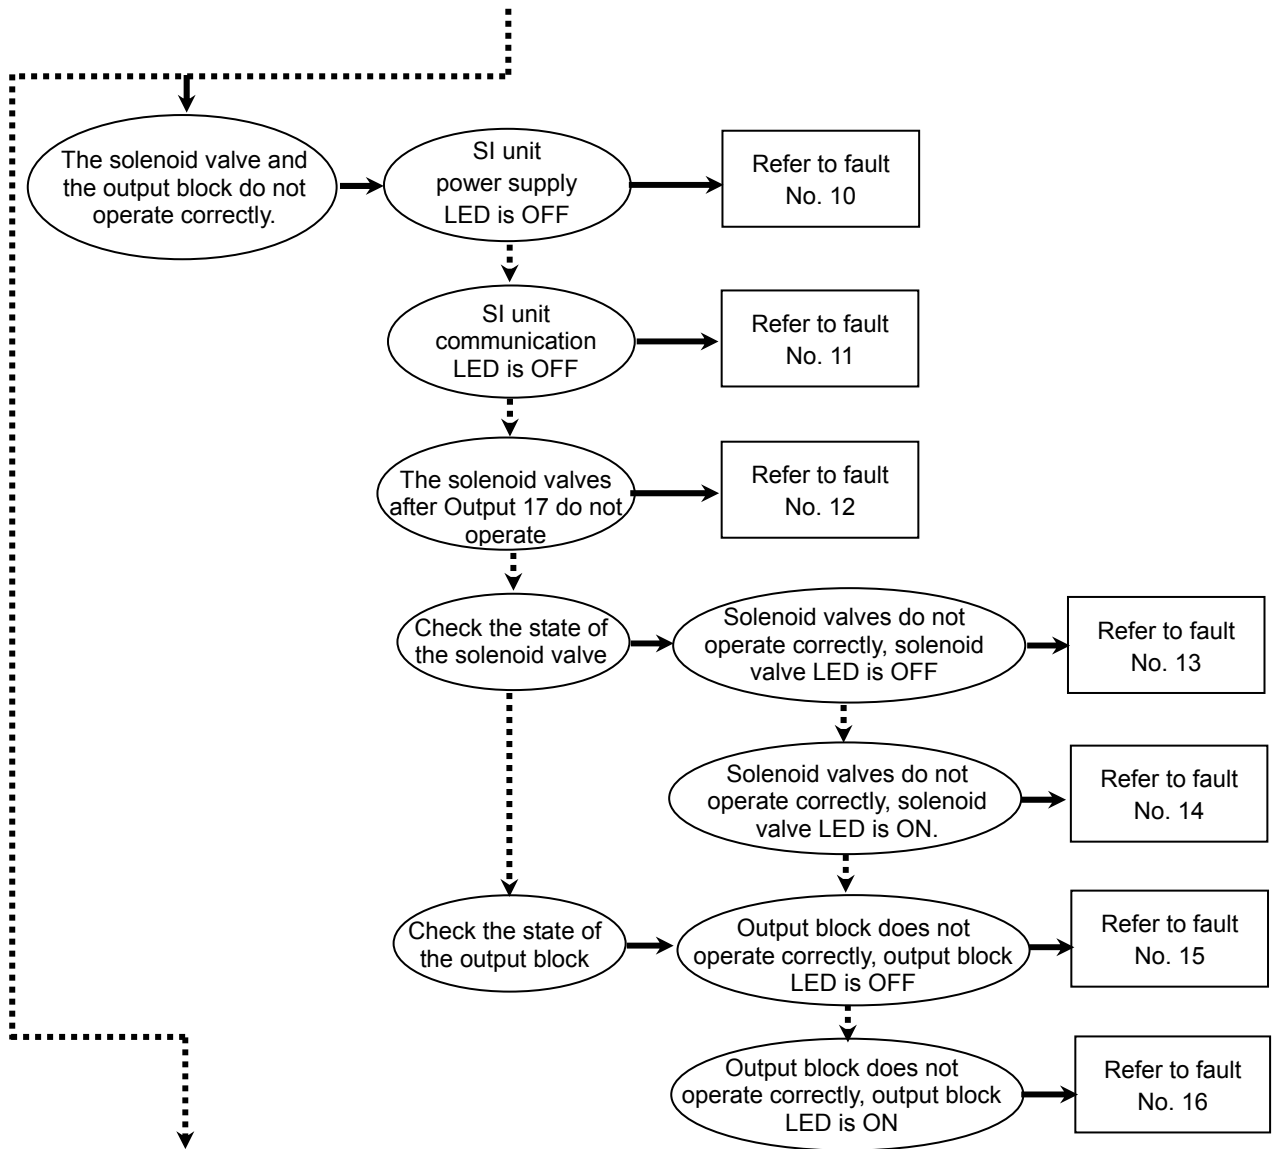 The solenoid valve and
the output block do not
operate correctly.
SI unit
power supply
LED is OFF
Refer to fault
No. 10
SI unit
communication
LED is OFF
Refer to fault
No. 11
The solenoid valves
after Output 17 do not
operate
Refer to fault
No. 12
Check the state of
the solenoid valve
Solenoid valves do not
operate correctly, solenoid
valve LED is OFF
Refer to fault
No. 13
Solenoid valves do not
operate correctly, solenoid
valve LED is ON.
Refer to fault
No. 14
Check the state of
the output block
Output block does not
operate correctly, output block
LED is OFF
Refer to fault
No. 15
Output block does not
operate correctly, output block
LED is ON
Refer to fault
No. 16